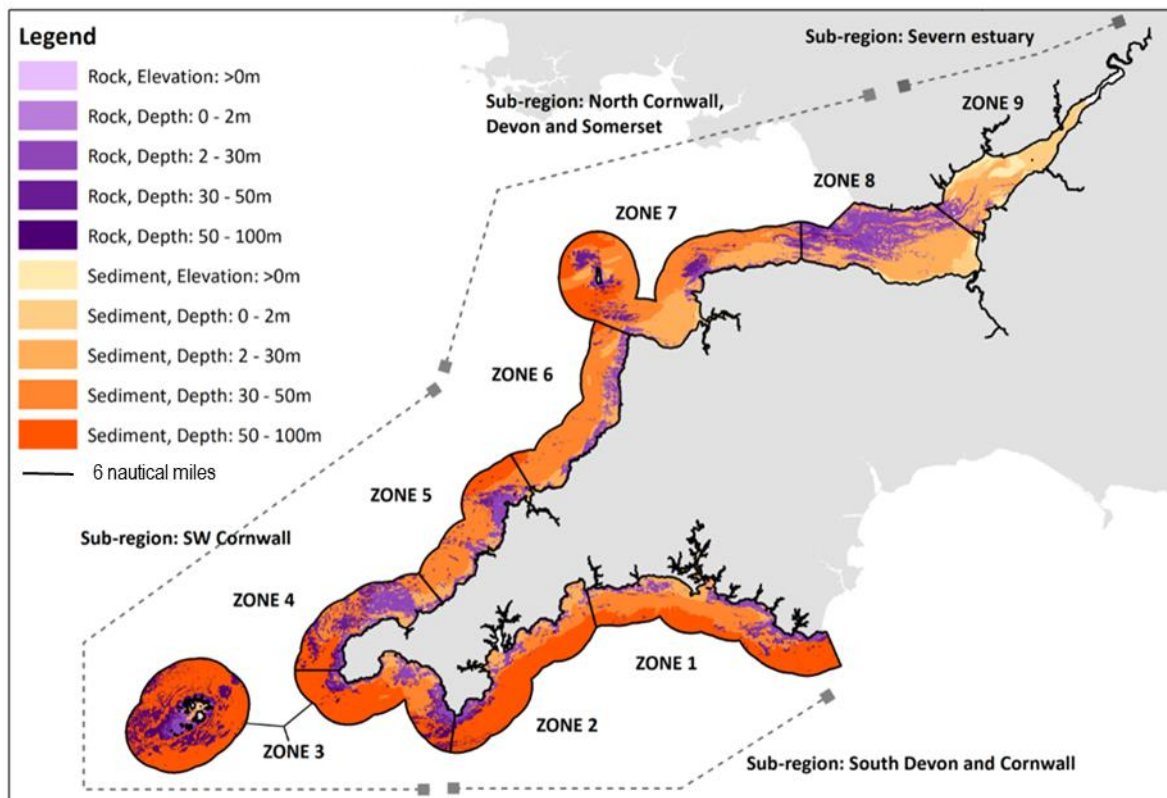 Legend
Rock, Elevation: >0m
Rock, Depth: 0 - 2m
Rock, Depth: 2 - 30m
Rock, Depth: 30 - 50m
Rock, Depth: 50 - 100m
Sediment, Elevation: >0m
Sediment, Depth: 0 - 2m
Sediment, Depth: 2 - 30m
Sediment, Depth: 30 - 50m
Sediment, Depth: 50 - 100m
6 nautical miles
Sub-region: Severn estuary
Sub-region: North Cornwall,
Devon and Somerset
ZONE 9
ZONE 8
ZONE 7
ZONE 6
ZONE 5
Sub-region: SW Cornwall
ZONE 4
ZONE 3
ZONE 2
ZONE 1
Sub-region: South Devon and Cornwall